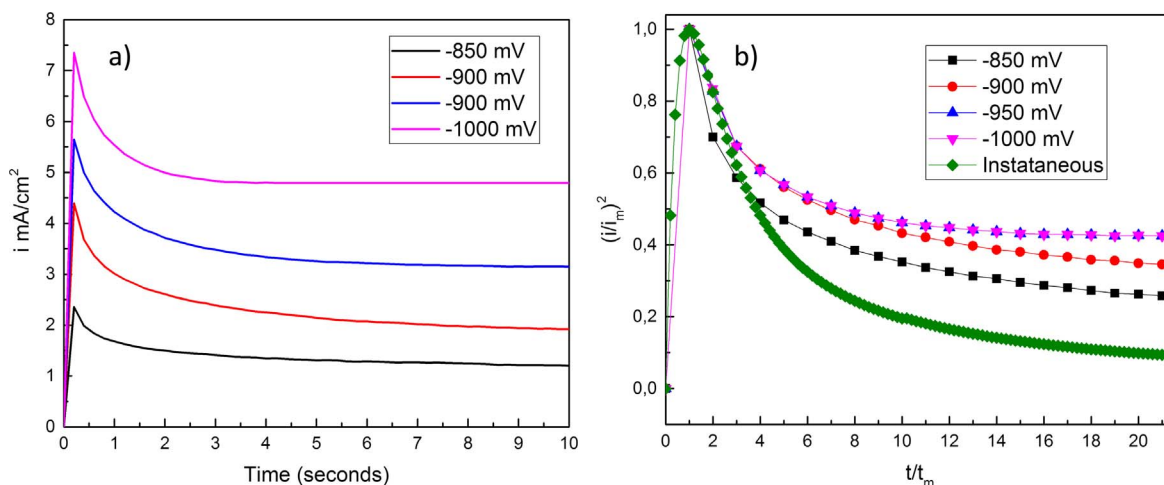 a)
-850 mV
-900 mV
-900 mV
-1000 mV
i mA/cm²
8
7
6
5
4
3
2
1
0
0 1 2 3 4 5 6 7 8 9 10
Time (seconds)
b)
-850 mV
-900 mV
-950 mV
-1000 mV
Instataneous
(i/iₘ)²
1,0
0,8
0,6
0,4
0,2
0,0
0 2 4 6 8 10 12 14 16 18 20
t/tₘ